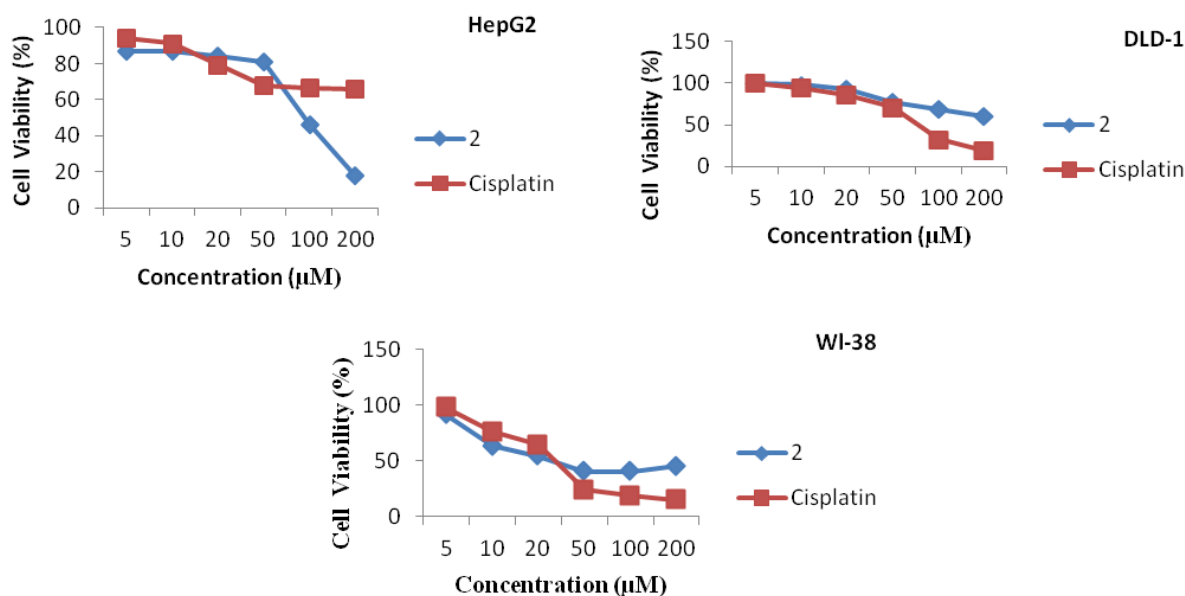 HepG2
Cell Viability (%)
100
80
60
40
20
0
5 10 20 50 100 200
Concentration (µM)
2
Cisplatin
DLD-1
Cell Viability (%)
150
100
50
0
5 10 20 50 100 200
Concentration (µM)
2
Cisplatin
Wl-38
Cell Viability (%)
150
100
50
0
5 10 20 50 100 200
Concentration (µM)
2
Cisplatin